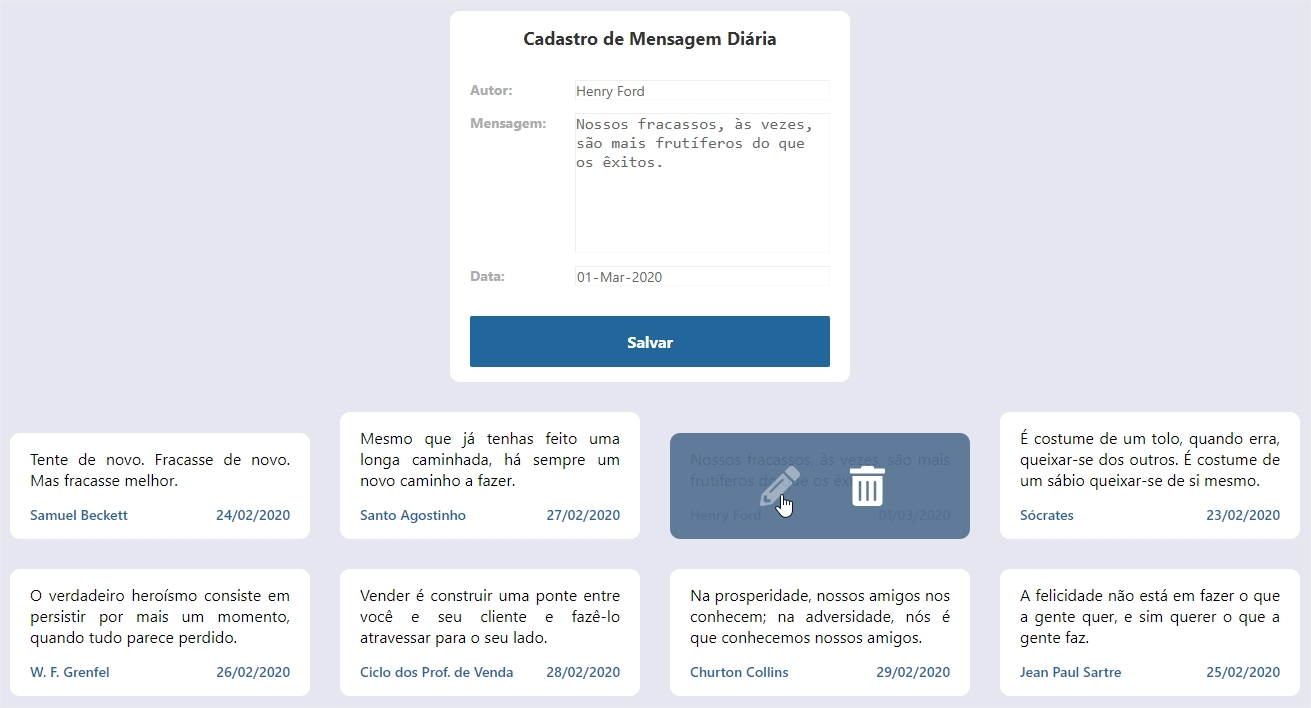 Cadastro de Mensagem Diária
Autor:
Henry Ford
Mensagem:
Nossos fracassos, às vezes,
são mais frutíferos do que
os êxitos.
Data:
01-Mar-2020
Salvar
Tente de novo. Fracasse de novo.
Mas fracasse melhor.
Samuel Beckett
24/02/2020
Mesmo que já tenhas feito uma
longa caminhada, há sempre um
novo caminho a fazer.
Santo Agostinho
27/02/2020
Nossos fracassos, às vezes, são mais
frutíferos do que os
Henry Ford
01/03/2020
É costume de um tolo, quando erra,
queixar-se dos outros. É costume de
um sábio queixar-se de si mesmo.
Sócrates
23/02/2020
O verdadeiro heroísmo consiste em
persistir por mais um momento,
quando tudo parece perdido.
W. F. Grenfel
26/02/2020
Vender é construir uma ponte entre
você e seu cliente e fazê-lo
atravessar para o seu lado.
Ciclo dos Prof. de Venda
28/02/2020
Na prosperidade, nossos amigos nos
conhecem; na adversidade, nós é
que conhecemos nossos amigos.
Churton Collins
29/02/2020
A felicidade não está em fazer o que
a gente quer, e sim querer o que a
gente faz.
Jean Paul Sartre
25/02/2020